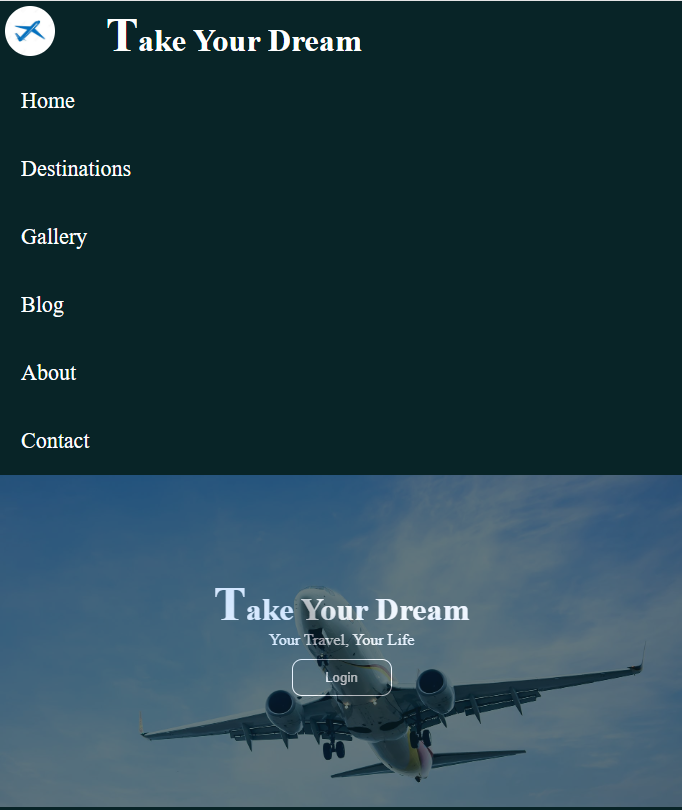 Take Your Dream
Home
Destinations
Gallery
Blog
About
Contact
Take Your Dream
Your Travel, Your Life
Login